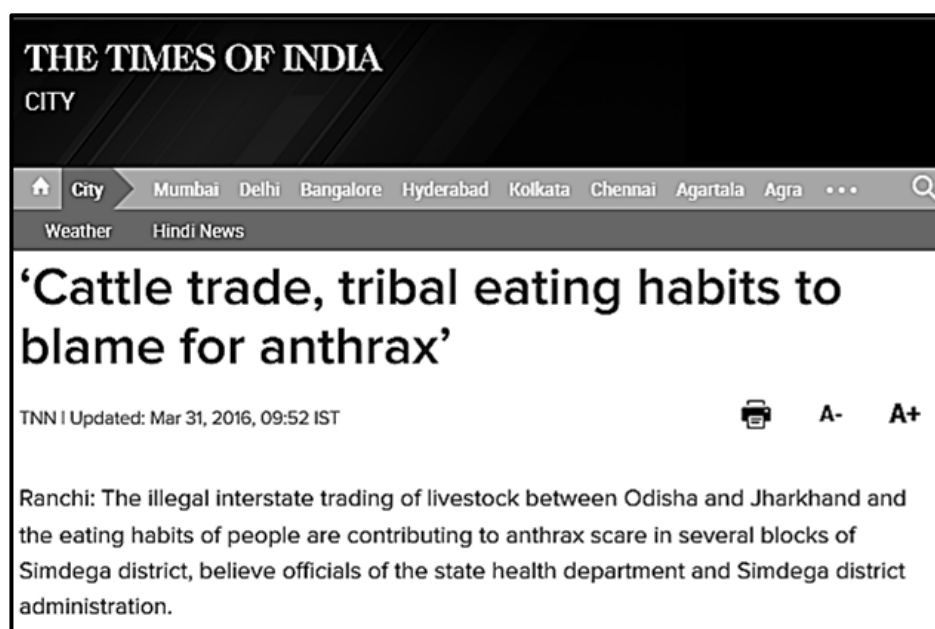 THE TIMES OF INDIA
CITY
City Mumbai Delhi Bangalore Hyderabad Kolkata Chennai Agartala Agra •••
Weather Hindi News
‘Cattle trade, tribal eating habits to
blame for anthrax’
TNN | Updated: Mar 31, 2016, 09:52 IST A- A+
Ranchi: The illegal interstate trading of livestock between Odisha and Jharkhand and
the eating habits of people are contributing to anthrax scare in several blocks of
Simdega district, believe officials of the state health department and Simdega district
administration.